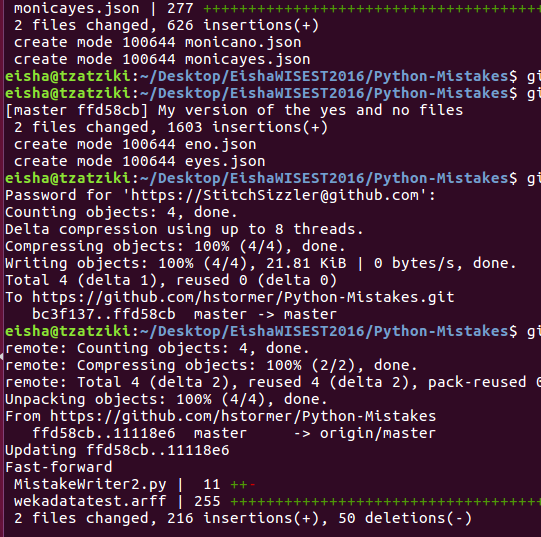 monicayes.json | 277 +++++++++++++++++++++++++++++++++++++++
2 files changed, 626 insertions(+)
create mode 100644 monicano.json
create mode 100644 monicayes.json
eisha@tzatziki:~/Desktop/EishaWISEST2016/Python-Mistakes$ gi
eisha@tzatziki:~/Desktop/EishaWISEST2016/Python-Mistakes$ gi
[master ffd58cb] My version of the yes and no files
2 files changed, 1603 insertions(+)
create mode 100644 eno.json
create mode 100644 eyes.json
eisha@tzatziki:~/Desktop/EishaWISEST2016/Python-Mistakes$ gi
Password for 'https://StitchSizzler@github.com':
Counting objects: 4, done.
Delta compression using up to 8 threads.
Compressing objects: 100% (4/4), done.
Writing objects: 100% (4/4), 21.81 KiB | 0 bytes/s, done.
Total 4 (delta 1), reused 0 (delta 0)
To https://github.com/hstormer/Python-Mistakes.git
bc3f137..ffd58cb master -> master
eisha@tzatziki:~/Desktop/EishaWISEST2016/Python-Mistakes$ gi
remote: Counting objects: 4, done.
remote: Compressing objects: 100% (2/2), done.
remote: Total 4 (delta 2), reused 4 (delta 2), pack-reused 0
Unpacking objects: 100% (4/4), done.
From https://github.com/hstormer/Python-Mistakes
ffd58cb..11118e6 master -> origin/master
Updating ffd58cb..11118e6
Fast-forward
MistakeWriter2.py | 11 ++-
wekadatatest.arff | 255 ++++++++++++++++++++++++++++++++++++
2 files changed, 216 insertions(+), 50 deletions(-)